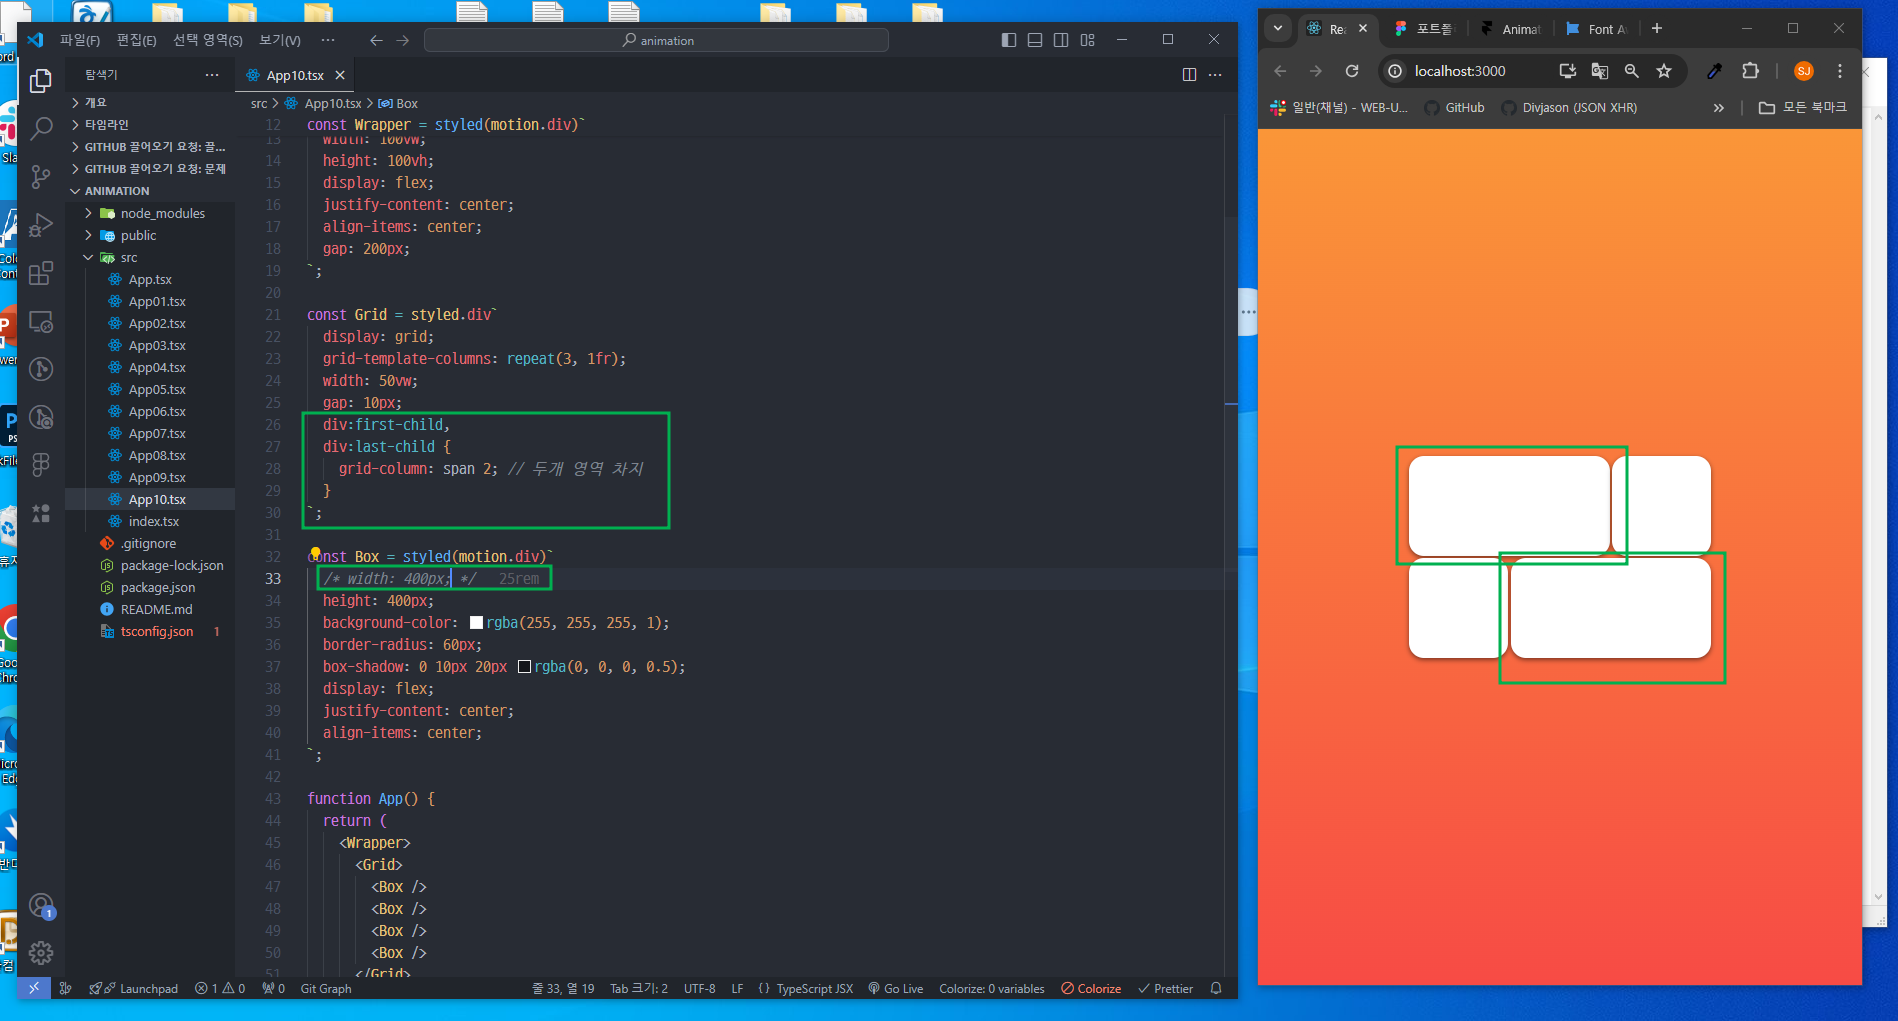 파일(F) 편집(E) 선택 영역(S) 보기(V) ··· animation
탐색기 ···
개요
타임라인
GITHUB 끌어오기 요청: 끌...
GITHUB 끌어오기 요청: 문제
ANIMATION
node_modules
public
src
App.tsx
App01.tsx
App02.tsx
App03.tsx
App04.tsx
App05.tsx
App06.tsx
App07.tsx
App08.tsx
App09.tsx
App10.tsx
index.tsx
.gitignore
package-lock.json
package.json
README.md
tsconfig.json 1
1
App10.tsx
src > App10.tsx > Box
12 const Wrapper = styled(motion.div)`
13 width: 100vw;
14 height: 100vh;
15 display: flex;
16 justify-content: center;
17 align-items: center;
18 gap: 200px;
19 `;
20
21 const Grid = styled.div`
22 display: grid;
23 grid-template-columns: repeat(3, 1fr);
24 width: 50vw;
25 gap: 10px;
26 div:first-child,
27 div:last-child {
28 grid-column: span 2; // 두개 영역 차지
29 }
30 `;
31
32 const Box = styled(motion.div)`
33 /* width: 400px; */ 25rem
34 height: 400px;
35 background-color: rgba(255, 255, 255, 1);
36 border-radius: 60px;
37 box-shadow: 0 10px 20px rgba(0, 0, 0, 0.5);
38 display: flex;
39 justify-content: center;
40 align-items: center;
41 `;
42
43 function App() {
44 return (
45 <Wrapper>
46 <Grid>
47 <Box />
48 <Box />
49 <Box />
50 <Box />
51 </Grid>
Launchpad 1 0 0 Git Graph 줄 33, 열 19 Tab 크기: 2 UTF-8 LF {} TypeScript JSX Go Live Colorize: 0 variables Colorize Prettier
Rea 포트폴 Animat Font A
localhost:3000 SJ
일반(채널) - WEB-U... GitHub Divjason (JSON XHR) » 모든 북마크